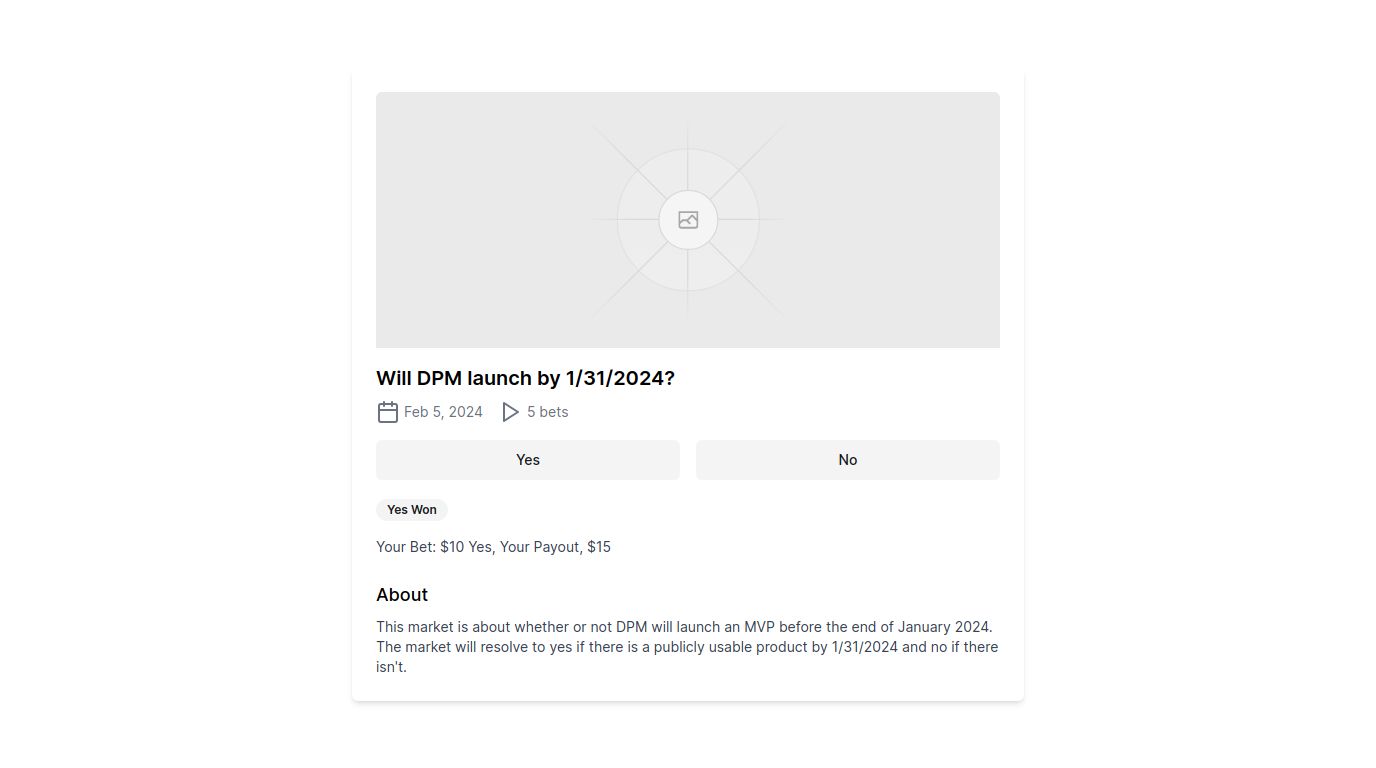 Will DPM launch by 1/31/2024?
Feb 5, 2024 5 bets
Yes No
Yes Won
Your Bet: $10 Yes, Your Payout, $15
About
This market is about whether or not DPM will launch an MVP before the end of January 2024.
The market will resolve to yes if there is a publicly usable product by 1/31/2024 and no if there
isn't.